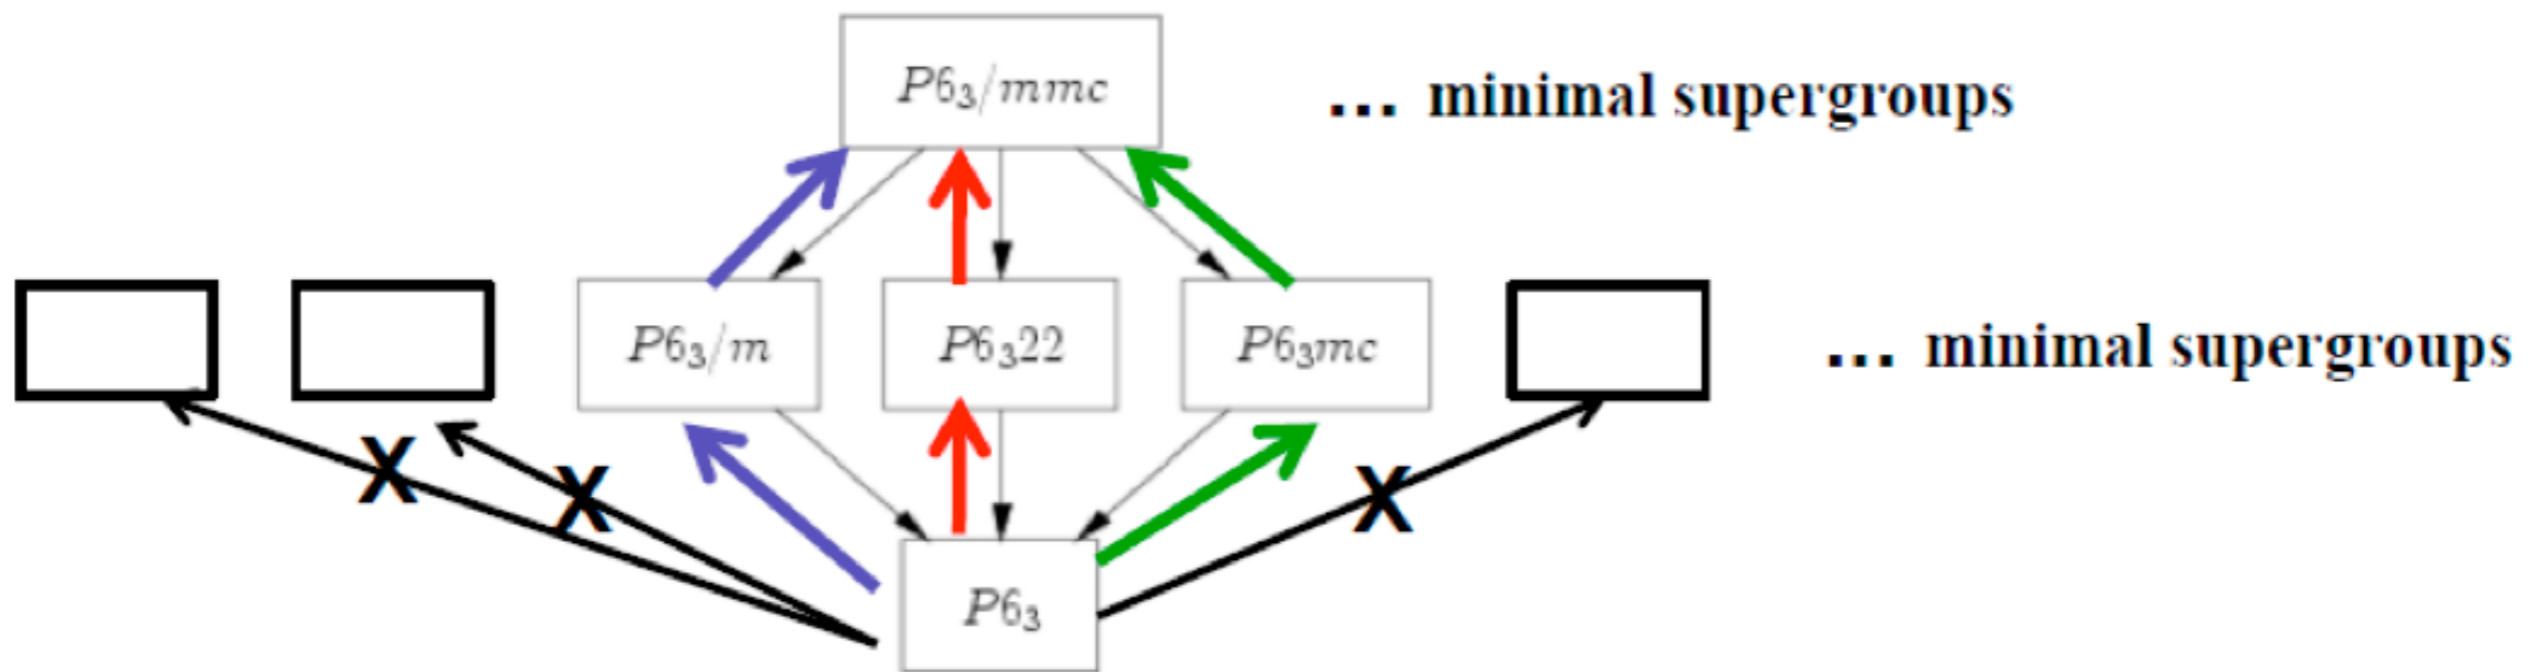 P6₃/mmc ... minimal supergroups
P6₃/m P6₃22 P6₃mc ... minimal supergroups
X X X
P6₃